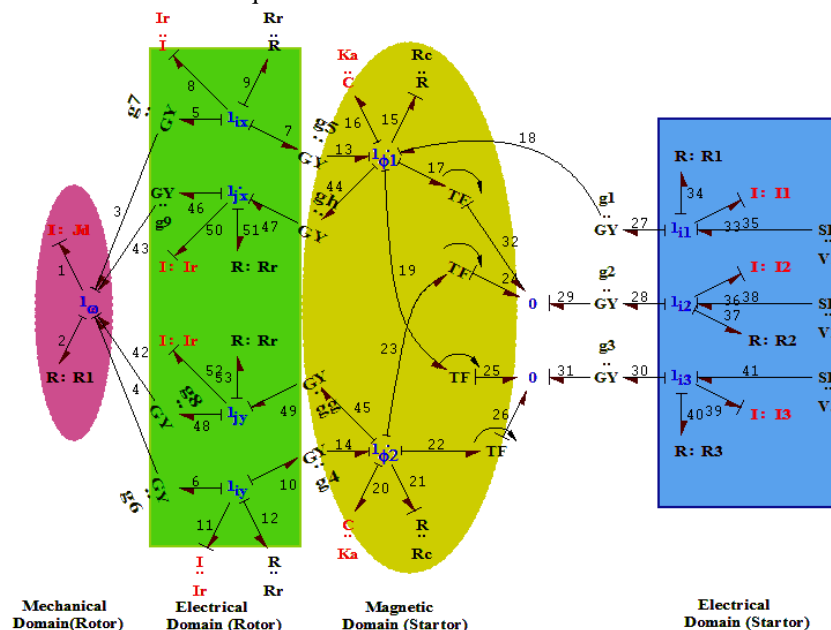 Ir
Rr
I
R
8
9
g7
GY
5
1ix
7
3
Ka
Rc
C
R
16
15
g5
GY
13
1ϕ1
17
TF
18
44
gh
GY
GY
g9
46
1jx
47
50
51
43
I: Ir
R: Rr
I: Jd
1
1ω
2
R: R1
4
42
I: Ir
R: Rr
52
53
GY
g8
48
1jy
49
GY
g2
45
19
23
TF
24
32
TF
25
26
TF
22
1ϕ2
14
GY
g4
10
1iy
6
GY
g6
11
12
I
R
Ir
Rr
20
21
C
R
Ka
Rc
0
29
GY
g2
28
0
31
GY
g3
30
g1
GY
27
R: R1
34
I: I1
1i1
33
35
SE
V
I: I2
1i2
36
38
37
SE
R: R2
V
1i3
41
SE
40
39
I: I3
V
R: R3
Mechanical
Domain(Rotor)
Electrical
Domain (Rotor)
Magnetic
Domain (Startor)
Electrical
Domain (Startor)